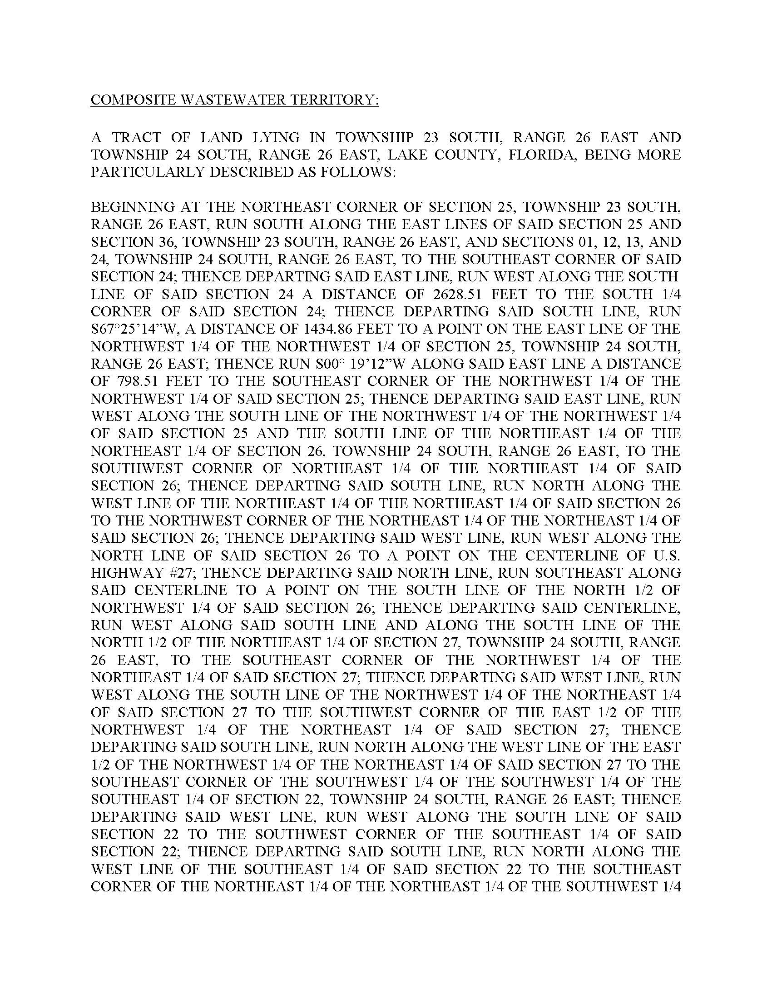 COMPOSITE WASTEWATER TERRITORY:
A TRACT OF LAND LYING IN TOWNSHIP 23 SOUTH, RANGE 26 EAST AND
TOWNSHIP 24 SOUTH, RANGE 26 EAST, LAKE COUNTY, FLORIDA, BEING MORE
PARTICULARLY DESCRIBED AS FOLLOWS:
BEGINNING AT THE NORTHEAST CORNER OF SECTION 25, TOWNSHIP 23 SOUTH,
RANGE 26 EAST, RUN SOUTH ALONG THE EAST LINES OF SAID SECTION 25 AND
SECTION 36, TOWNSHIP 23 SOUTH, RANGE 26 EAST, AND SECTIONS 01, 12, 13, AND
24, TOWNSHIP 24 SOUTH, RANGE 26 EAST, TO THE SOUTHEAST CORNER OF SAID
SECTION 24; THENCE DEPARTING SAID EAST LINE, RUN WEST ALONG THE SOUTH
LINE OF SAID SECTION 24 A DISTANCE OF 2628.51 FEET TO THE SOUTH 1/4
CORNER OF SAID SECTION 24; THENCE DEPARTING SAID SOUTH LINE, RUN
S67°25’14”W, A DISTANCE OF 1434.86 FEET TO A POINT ON THE EAST LINE OF THE
NORTHWEST 1/4 OF THE NORTHWEST 1/4 OF SECTION 25, TOWNSHIP 24 SOUTH,
RANGE 26 EAST; THENCE RUN S00° 19’12”W ALONG SAID EAST LINE A DISTANCE
OF 798.51 FEET TO THE SOUTHEAST CORNER OF THE NORTHWEST 1/4 OF THE
NORTHWEST 1/4 OF SAID SECTION 25; THENCE DEPARTING SAID EAST LINE, RUN
WEST ALONG THE SOUTH LINE OF THE NORTHWEST 1/4 OF THE NORTHWEST 1/4
OF SAID SECTION 25 AND THE SOUTH LINE OF THE NORTHEAST 1/4 OF THE
NORTHEAST 1/4 OF SECTION 26, TOWNSHIP 24 SOUTH, RANGE 26 EAST, TO THE
SOUTHWEST CORNER OF NORTHEAST 1/4 OF THE NORTHEAST 1/4 OF SAID
SECTION 26; THENCE DEPARTING SAID SOUTH LINE, RUN NORTH ALONG THE
WEST LINE OF THE NORTHEAST 1/4 OF THE NORTHEAST 1/4 OF SAID SECTION 26
TO THE NORTHWEST CORNER OF THE NORTHEAST 1/4 OF THE NORTHEAST 1/4 OF
SAID SECTION 26; THENCE DEPARTING SAID WEST LINE, RUN WEST ALONG THE
NORTH LINE OF SAID SECTION 26 TO A POINT ON THE CENTERLINE OF U.S.
HIGHWAY #27; THENCE DEPARTING SAID NORTH LINE, RUN SOUTHEAST ALONG
SAID CENTERLINE TO A POINT ON THE SOUTH LINE OF THE NORTH 1/2 OF
NORTHWEST 1/4 OF SAID SECTION 26; THENCE DEPARTING SAID CENTERLINE,
RUN WEST ALONG SAID SOUTH LINE AND ALONG THE SOUTH LINE OF THE
NORTH 1/2 OF THE NORTHEAST 1/4 OF SECTION 27, TOWNSHIP 24 SOUTH, RANGE
26 EAST, TO THE SOUTHEAST CORNER OF THE NORTHWEST 1/4 OF THE
NORTHEAST 1/4 OF SAID SECTION 27; THENCE DEPARTING SAID WEST LINE, RUN
WEST ALONG THE SOUTH LINE OF THE NORTHWEST 1/4 OF THE NORTHEAST 1/4
OF SAID SECTION 27 TO THE SOUTHWEST CORNER OF THE EAST 1/2 OF THE
NORTHWEST 1/4 OF THE NORTHEAST 1/4 OF SAID SECTION 27; THENCE
DEPARTING SAID SOUTH LINE, RUN NORTH ALONG THE WEST LINE OF THE EAST
1/2 OF THE NORTHWEST 1/4 OF THE NORTHEAST 1/4 OF SAID SECTION 27 TO THE
SOUTHEAST CORNER OF THE SOUTHWEST 1/4 OF THE SOUTHWEST 1/4 OF THE
SOUTHEAST 1/4 OF SECTION 22, TOWNSHIP 24 SOUTH, RANGE 26 EAST; THENCE
DEPARTING SAID WEST LINE, RUN WEST ALONG THE SOUTH LINE OF SAID
SECTION 22 TO THE SOUTHWEST CORNER OF THE SOUTHEAST 1/4 OF SAID
SECTION 22; THENCE DEPARTING SAID SOUTH LINE, RUN NORTH ALONG THE
WEST LINE OF THE SOUTHEAST 1/4 OF SAID SECTION 22 TO THE SOUTHEAST
CORNER OF THE NORTHEAST 1/4 OF THE NORTHEAST 1/4 OF THE SOUTHWEST 1/4